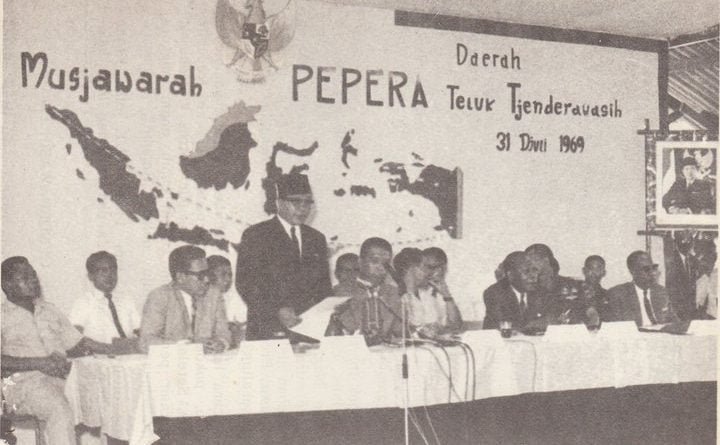 Musjawarah PEPERA Daerah
Teluk Tjenderawasih
31 Djuli 1969